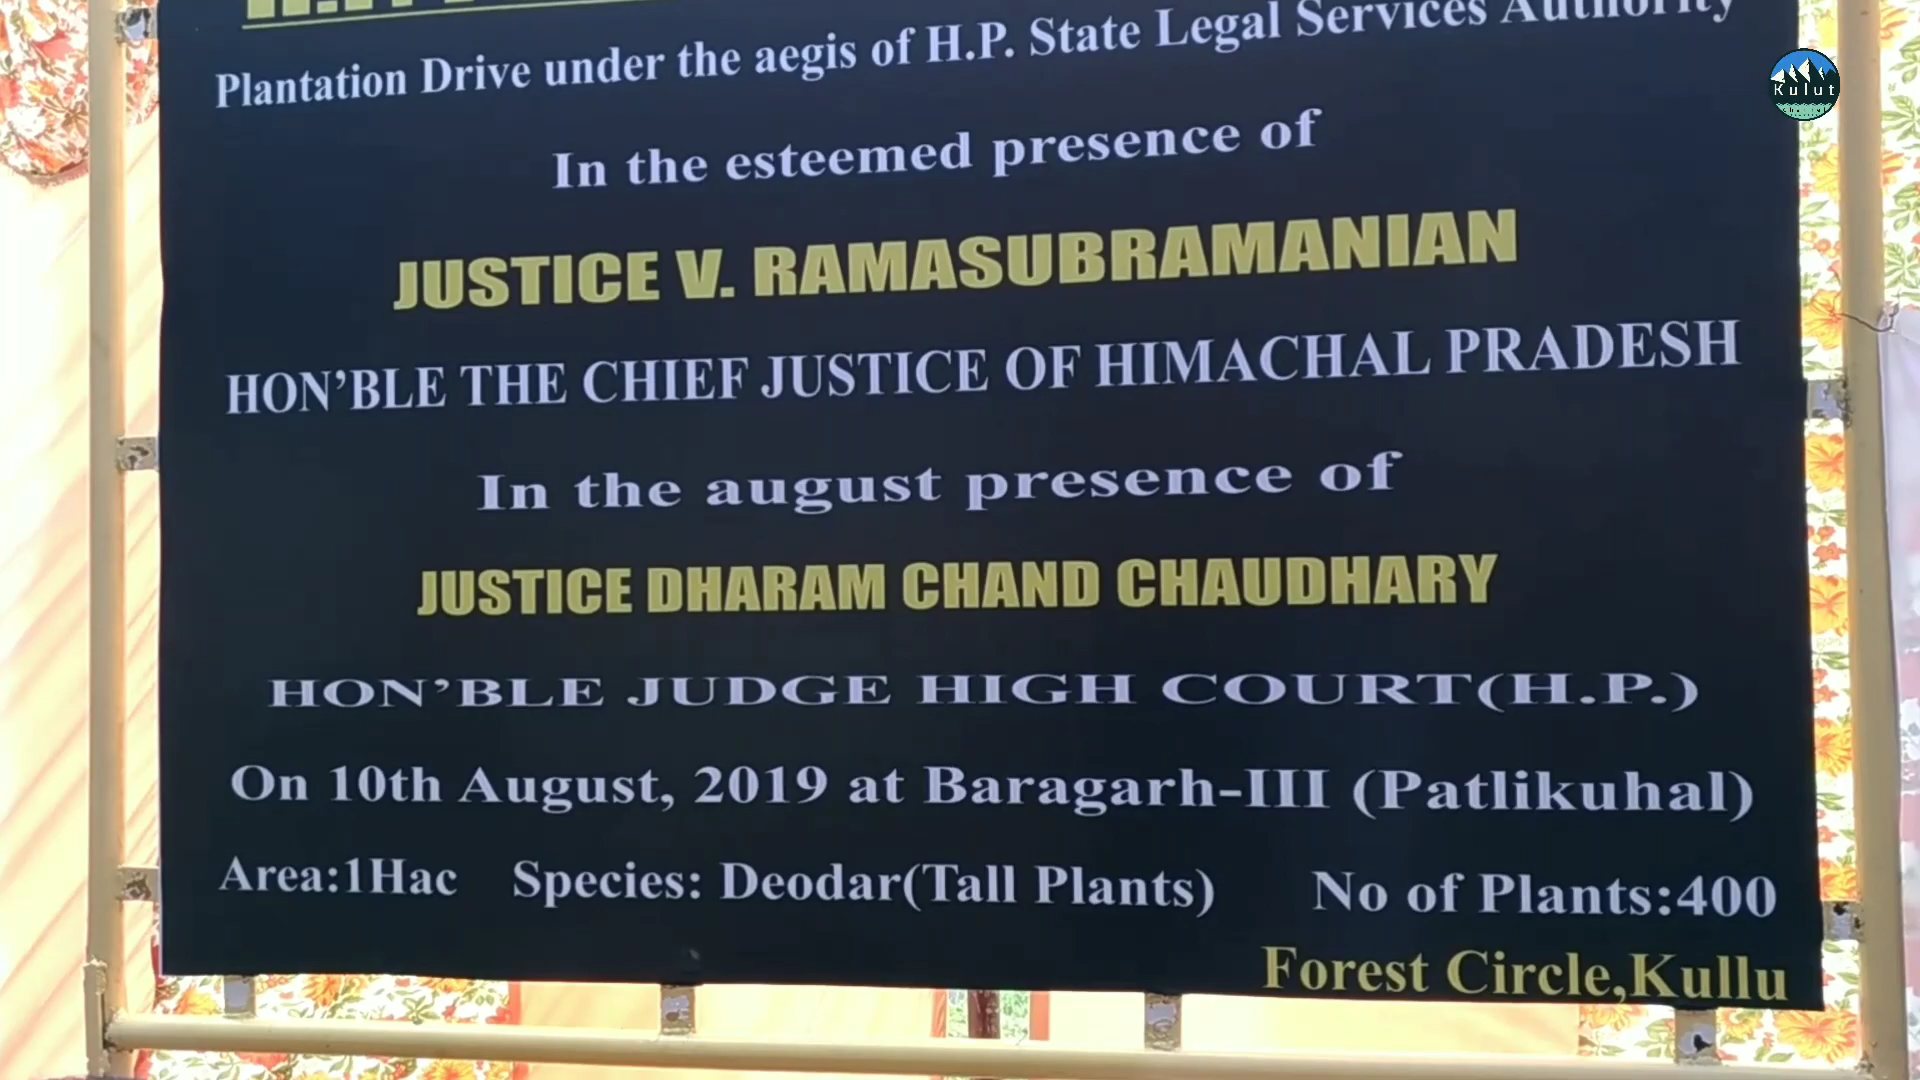 Plantation Drive under the aegis of H.P. State Legal Services Authority
Kulut
In the esteemed presence of
JUSTICE V. RAMASUBRAMANIAN
HON'BLE THE CHIEF JUSTICE OF HIMACHAL PRADESH
In the august presence of
JUSTICE DHARAM CHAND CHAUDHARY
HON'BLE JUDGE HIGH COURT(H.P.)
On 10th August, 2019 at Baragarh-III (Patlikuhal)
Area:1Hac Species: Deodar(Tall Plants) No of Plants:400
Forest Circle,Kullu